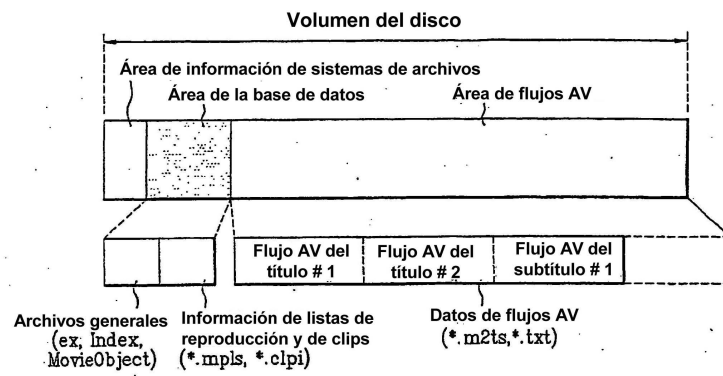 Volumen del disco
Área de información de sistemas de archivos
Área de la base de datos
Área de flujos AV
Flujo AV del
título # 1
Flujo AV del
título # 2
Flujo AV del
subtítulo # 1
Archivos generales
(ex; Index,
MovieObject)
Información de listas de
reproducción y de clips
(*.mpls, *.clpi)
Datos de flujos AV
(*.m2ts,*.txt)